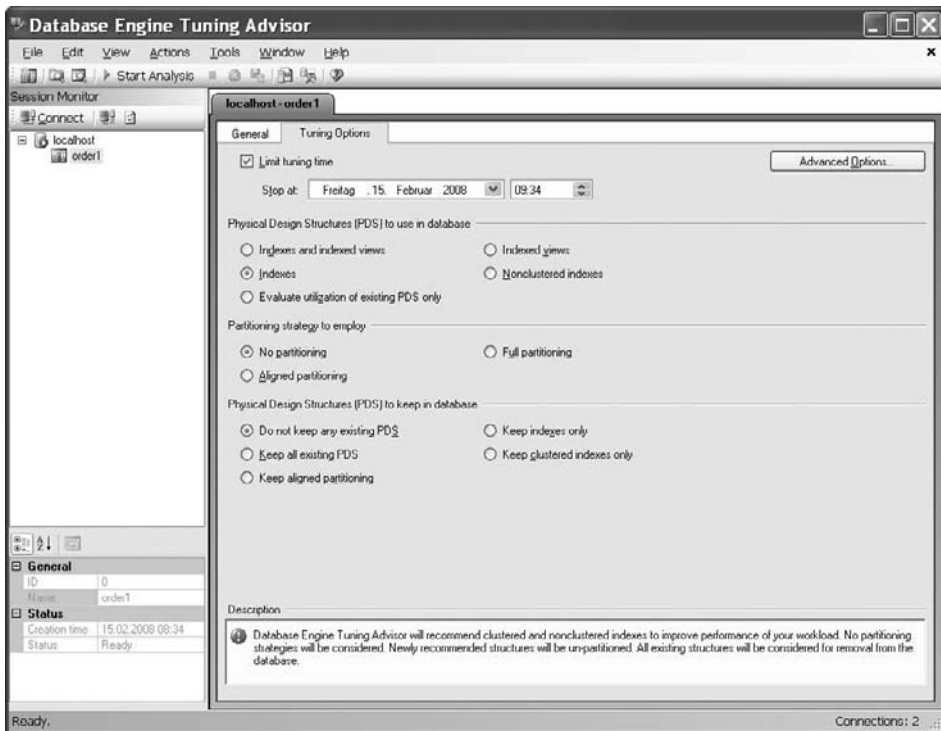 Database Engine Tuning Advisor
File Edit View Actions Tools Window Help
Start Analysis
Session Monitor
Connect
localhost
order1
localhost - order1
General Tuning Options
Limit tuning time
Advanced Options...
Stop at: Freitag , 15. Februar 2008 09:34
Physical Design Structures (PDS) to use in database
Indexes and indexed views Indexed views
Indexes Nonclustered indexes
Evaluate utilization of existing PDS only
Partitioning strategy to employ
No partitioning Full partitioning
Aligned partitioning
Physical Design Structures (PDS) to keep in database
Do not keep any existing PDS Keep indexes only
Keep all existing PDS Keep clustered indexes only
Keep aligned partitioning
General
ID 0
Name order1
Status
Creation time 15.02.2008 08:34
Status Ready
Description
Database Engine Tuning Advisor will recommend clustered and nonclustered indexes to improve performance of your workload. No partitioning
strategies will be considered. Newly recommended structures will be un-partitioned. All existing structures will be considered for removal from the
database.
Ready. Connections: 2